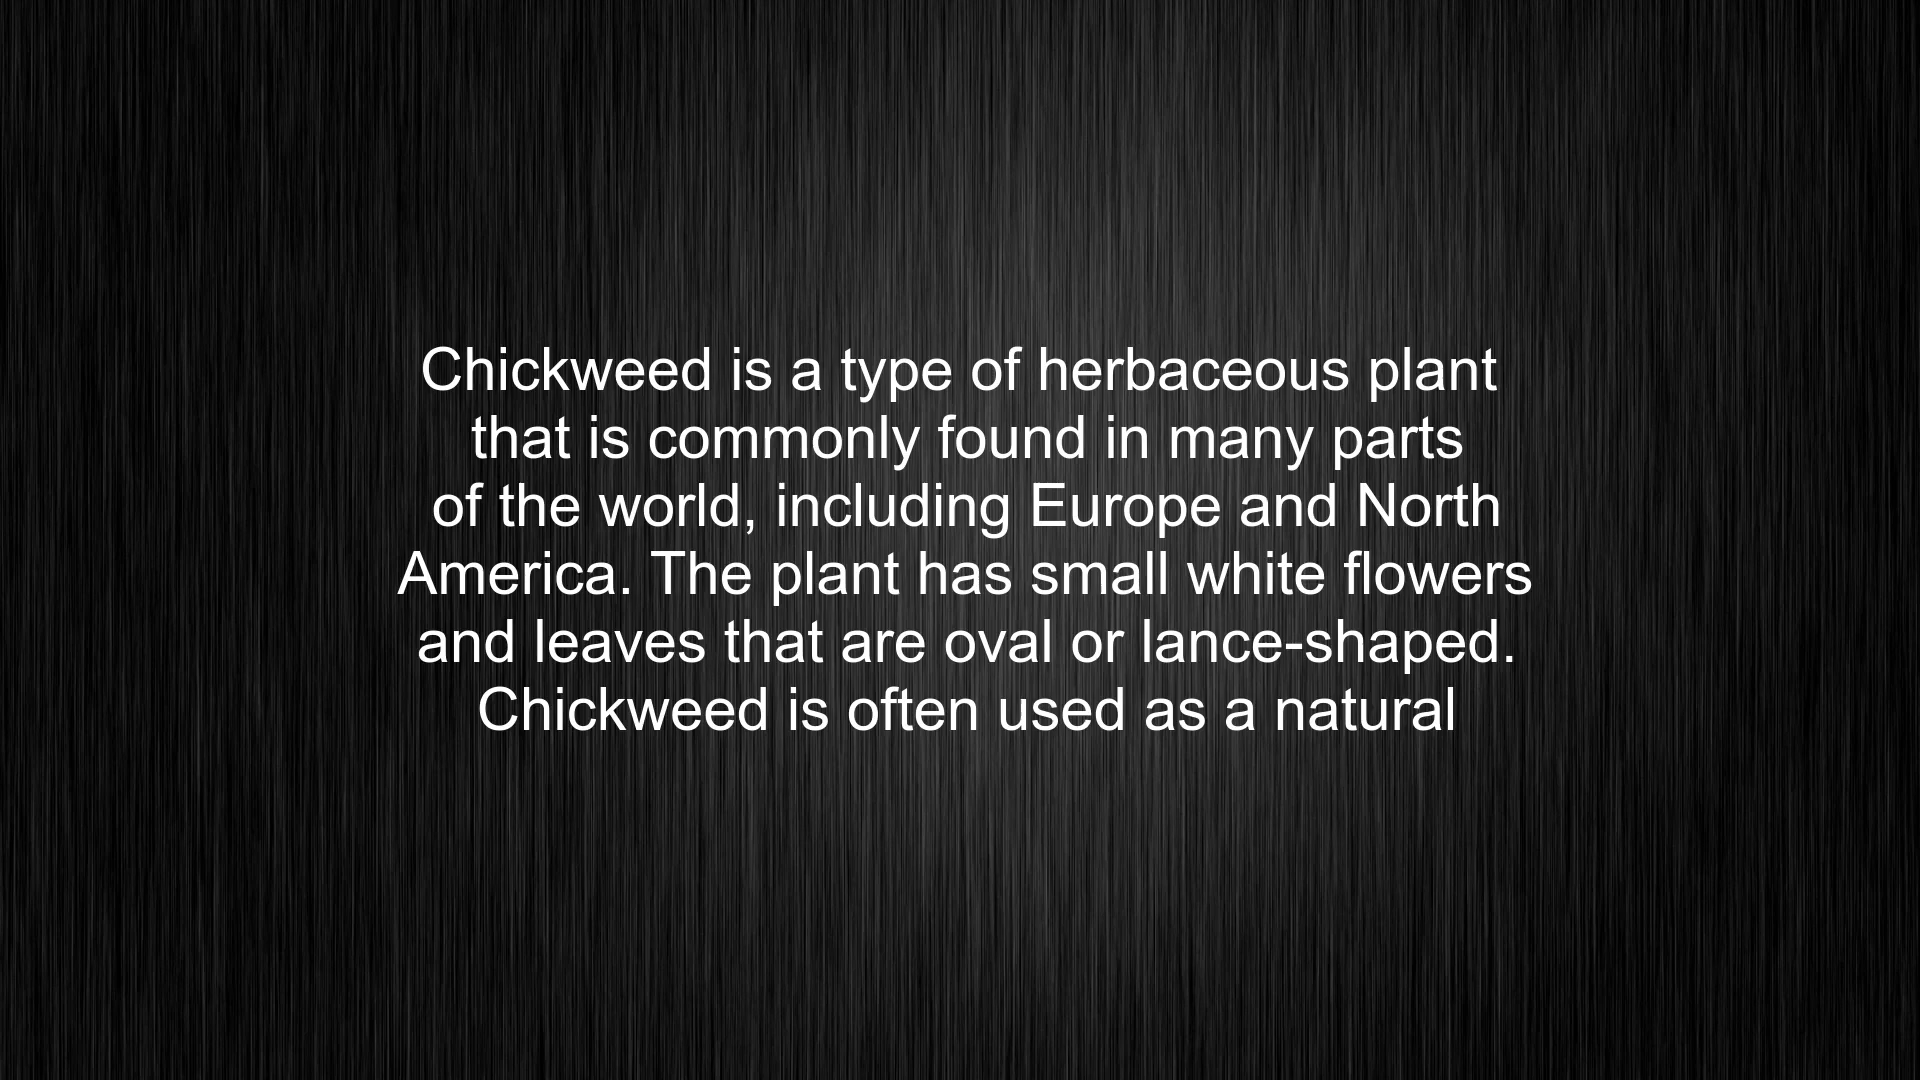 Chickweed is a type of herbaceous plant
that is commonly found in many parts
of the world, including Europe and North
America. The plant has small white flowers
and leaves that are oval or lance-shaped.
Chickweed is often used as a natural